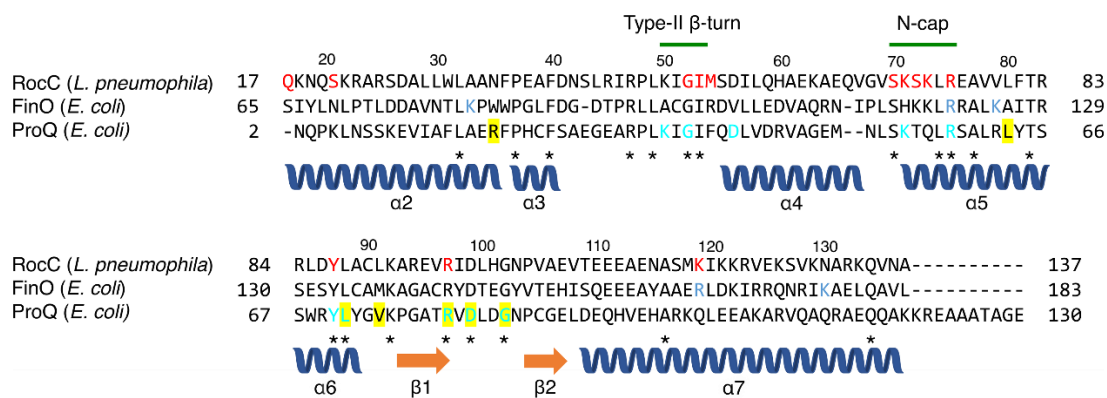 Type-II β-turn N-cap
20 30 40 50 60 70 80
RocC (L. pneumophila) 17 QKNQSKRARSDALLWLAANFPEAFDNSLRIRPLKIGIMSDILQHAEKAEQVGVSKSKLREAVVLFTR 83
FinO (E. coli) 65 SIYLNLPTLDDAVNTLKPWWPGLFDG-DTPRLLACGIRDVLLEDVAQRN-IPLSHKKLRRALKAITR 129
ProQ (E. coli) 2 -NQPKLNSSKEVIAFLAERFPHCFSAEGEARPLKIGIFQDLVDRVAGEM--NLSKTQLRSALRLYTS 66
* * * * * * * * * * * *
α2 α3 α4 α5
90 100 110 120 130
RocC (L. pneumophila) 84 RLDYLACLKAREVRIDLHGNPVAEVTEEEAENASMKIKKRVEKSVKNARKQVNA---------- 137
FinO (E. coli) 130 SESYLCAMKAGACRYDTEGYVTEHISQEEEAYAAERLDKIRRQNRIKAELQAVL---------- 183
ProQ (E. coli) 67 SWRYLYGVKPGATRVDLDGNPCGELDEQHVEHARKQLEEAKARVQAQRAEQQAKKREAAATAGE 130
* * * * * * * *
α6 β1 β2 α7